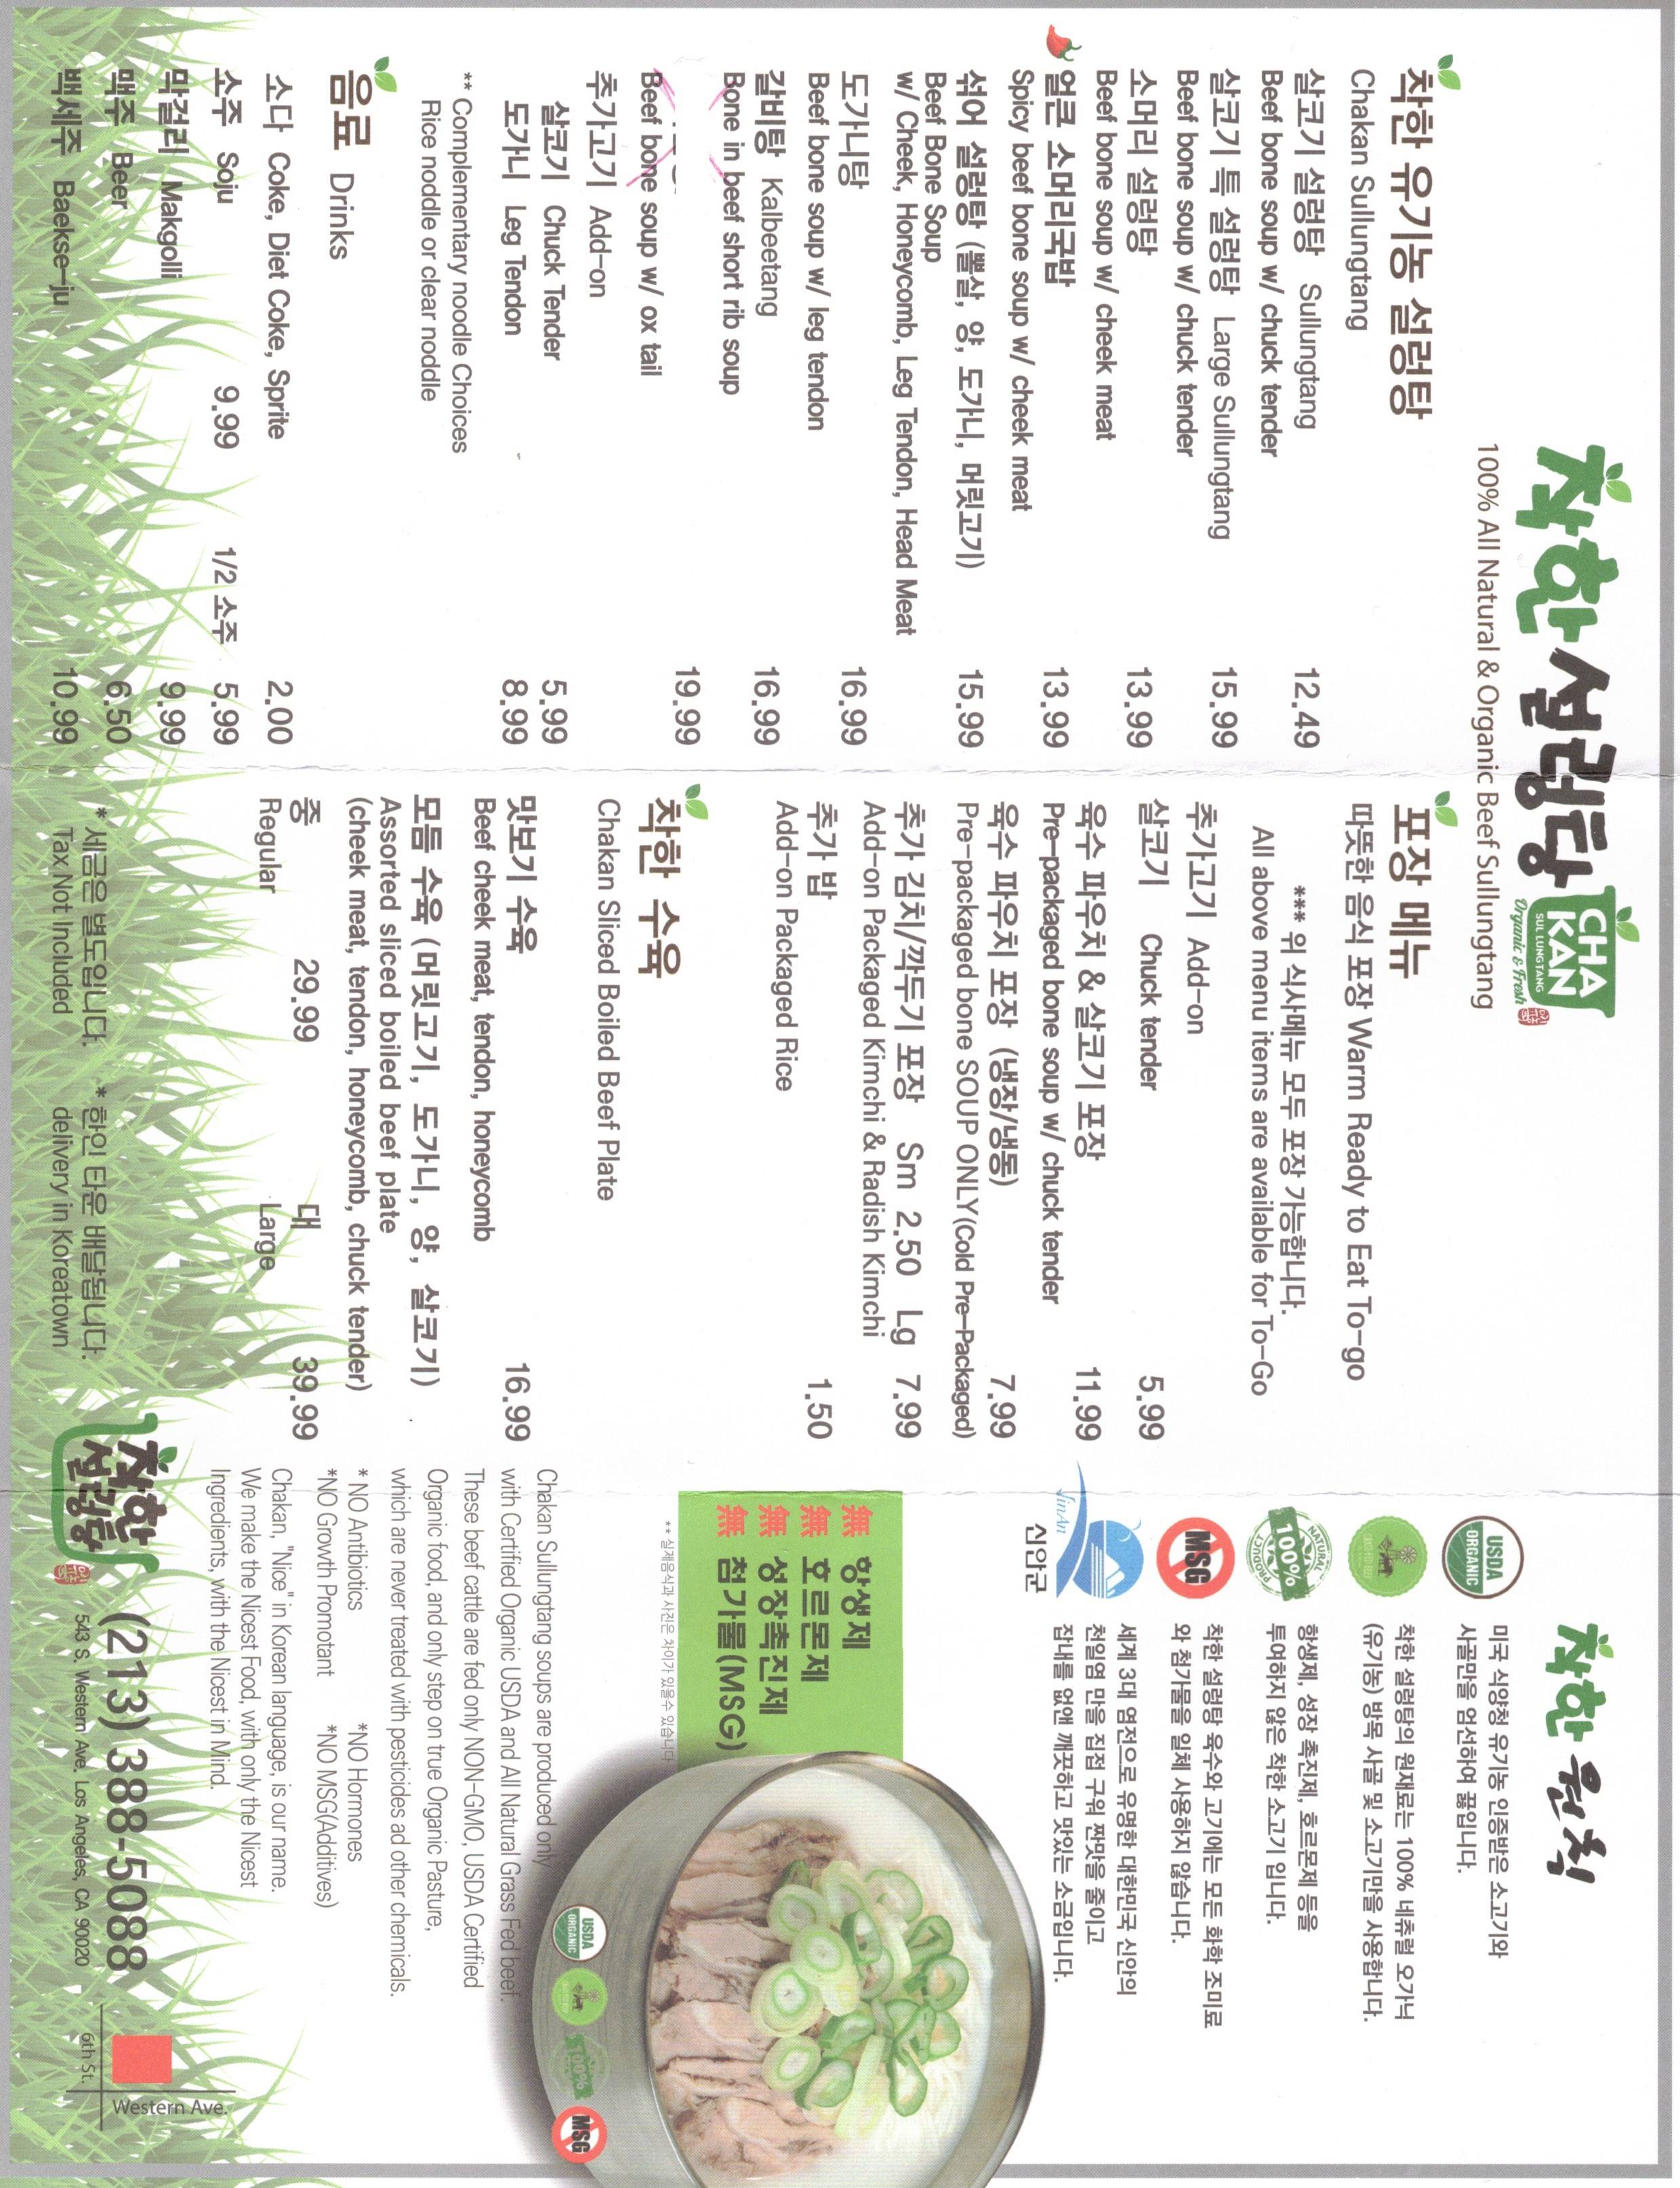 착한설렁탕
CHA
KAN
SUL LUNGTANG
Organic & Fresh
100% All Natural & Organic Beef Sullungtang
착한 유기농 설렁탕
Chakan Sullungtang
살코기 설렁탕 Sullungtang 12.49
Beef bone soup w/ chuck tender
살코기 특 설렁탕 Large Sullungtang 15.99
Beef bone soup w/ chuck tender
소머리 설렁탕 13.99
Beef bone soup w/ cheek meat
얼큰 소머리국밥 13.99
Spicy beef bone soup w/ cheek meat
섞어 설렁탕 (뽈살, 양, 도가니, 머릿고기) 15.99
Beef Bone Soup
w/ Cheek, Honeycomb, Leg Tendon, Head Meat
도가니탕 16.99
Beef bone soup w/ leg tendon
갈비탕 Kalbeetang 16.99
Bone in beef short rib soup
19.99
Beef bone soup w/ ox tail
추가고기 Add-on
살코기 Chuck Tender 5.99
도가니 Leg Tendon 8.99
** Complementary noodle Choices
Rice noddle or clear noddle
음료 Drinks
소다 Coke, Diet Coke, Sprite 2.00
소주 Soju 9.99 1/2 소주 5.99
막걸리 Makgolli 9.99
맥주 Beer 6.50
백세주 Baekse-ju 10.99
포장 메뉴
따뜻한 음식 포장 Warm Ready to Eat To-go
*** 위 식사메뉴 모두 포장 가능합니다.
All above menu items are available for To-Go
추가고기 Add-on
살코기 Chuck tender 5.99
육수 파우치 & 살코기 포장 11.99
Pre-packaged bone soup w/ chuck tender
육수 파우치 포장 (냉장/냉동) 7.99
Pre-packaged bone SOUP ONLY(Cold Pre-Packaged)
추가 김치/깍두기 포장 Sm 2.50 Lg 7.99
Add-on Packaged Kimchi & Radish Kimchi
추가 밥 1.50
Add-on Packaged Rice
착한 수육
Chakan Sliced Boiled Beef Plate
맛보기 수육 16.99
Beef cheek meat, tendon, honeycomb
모듬 수육 (머릿고기, 도가니, 양, 살코기)
Assorted sliced boiled beef plate
(cheek meat, tendon, honeycomb, chuck tender)
중 29.99 대 39.99
Regular Large
* 세금은 별도입니다. * 한인 타운 배달됩니다.
Tax Not Included delivery in Koreatown
착한 원칙
USDA
ORGANIC
미국 식양청 유기농 인증받은 소고기와
사골만을 엄선하여 끓입니다.
착한 설렁탕의 원재료는 100% 네츄럴 오가닉
(유기농) 방목 사골 및 소고기만을 사용합니다.
NATURAL
100%
PRODUCT
항생제, 성장 촉진제, 호르몬제 등을
투여하지 않은 착한 소고기 입니다.
MSG
착한 설렁탕 육수와 고기에는 모든 화학 조미료
와 첨가물을 일체 사용하지 않습니다.
세계 3대 염전으로 유명한 대한민국 신안의
천일염 만을 집접 구워 짠맛을 줄이고
잡내를 없앤 깨끗하고 맛있는 소금입니다.
신안군
無 항생제
無 호르몬제
無 성장촉진제
無 첨가물(MSG)
** 실제음식과 사진은 차이가 있을수 있습니다
USDA
ORGANIC
100%
MSG
Chakan Sullungtang soups are produced only
with Certified Organic USDA and All Natural Grass Fed beef.
These beef cattle are fed only NON-GMO, USDA Certified
Organic food, and only step on true Organic Pasture,
which are never treated with pesticides ad other chemicals.
* NO Antibiotics *NO Hormones
*NO Growth Promotant *NO MSG(Additives)
Chakan, "Nice" in Korean language, is our name.
We make the Nicest Food, with only the Nicest
Ingredients, with the Nicest in Mind.
착한
설렁탕
(213) 388-5088
543 S. Western Ave. Los Angeles, CA 90020
Western Ave.
6th St.